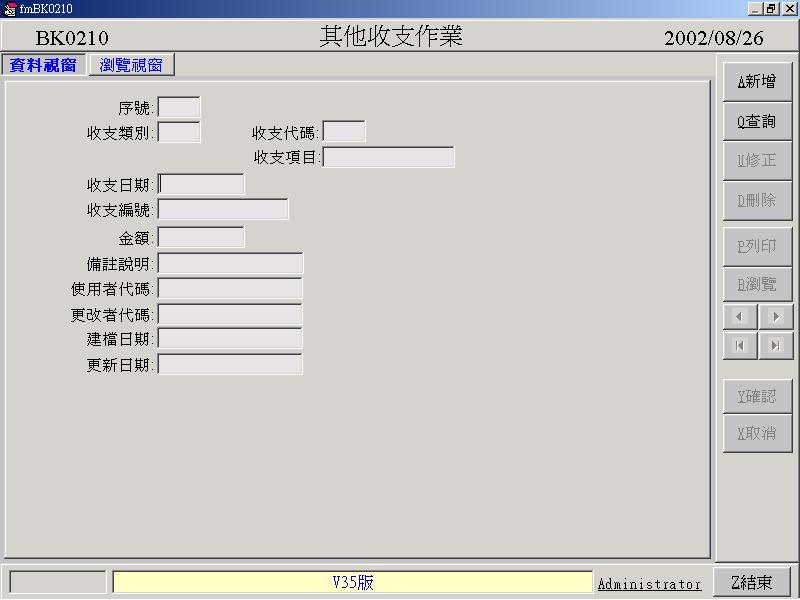 fmBK0210
BK0210 其他收支作業 2002/08/26
資料視窗 瀏覽視窗
序號:
收支類別: 收支代碼:
收支項目:
收支日期:
收支編號:
金額:
備註說明:
使用者代碼:
更改者代碼:
建檔日期:
更新日期:
A新增
Q查詢
U修正
D刪除
P列印
B瀏覽
Y確認
X取消
V35版 Administrator Z結束